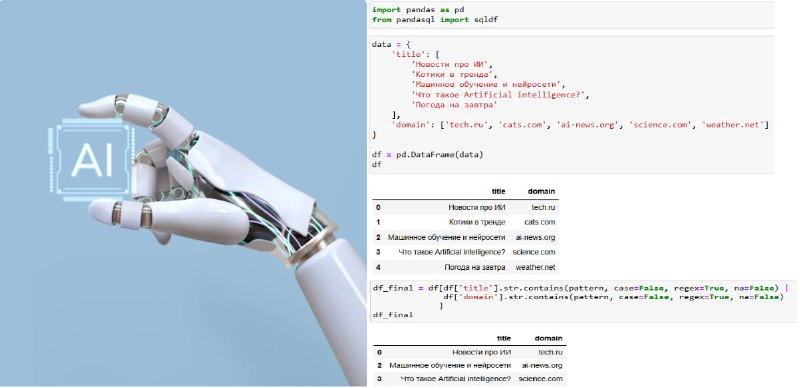 AI
import pandas as pd
from pandasql import sqldf
data = {
'title': [
'Новости про ИИ',
'Котики в тренде',
'Машинное обучение и нейросети',
'Что такое Artificial intelligence?',
'Погода на завтра'
],
'domain': ['tech.ru', 'cats.com', 'ai-news.org', 'science.com', 'weather.net']
}
df = pd.DataFrame(data)
df
title domain
0 Новости про ИИ tech.ru
1 Котики в тренде cats.com
2 Машинное обучение и нейросети ai-news.org
3 Что такое Artificial intelligence? science.com
4 Погода на завтра weather.net
df_final = df[df['title'].str.contains(pattern, case=False, regex=True, na=False) |
df['domain'].str.contains(pattern, case=False, regex=True, na=False)
]
df_final
title domain
0 Новости про ИИ tech.ru
2 Машинное обучение и нейросети ai-news.org
3 Что такое Artificial intelligence? science.com